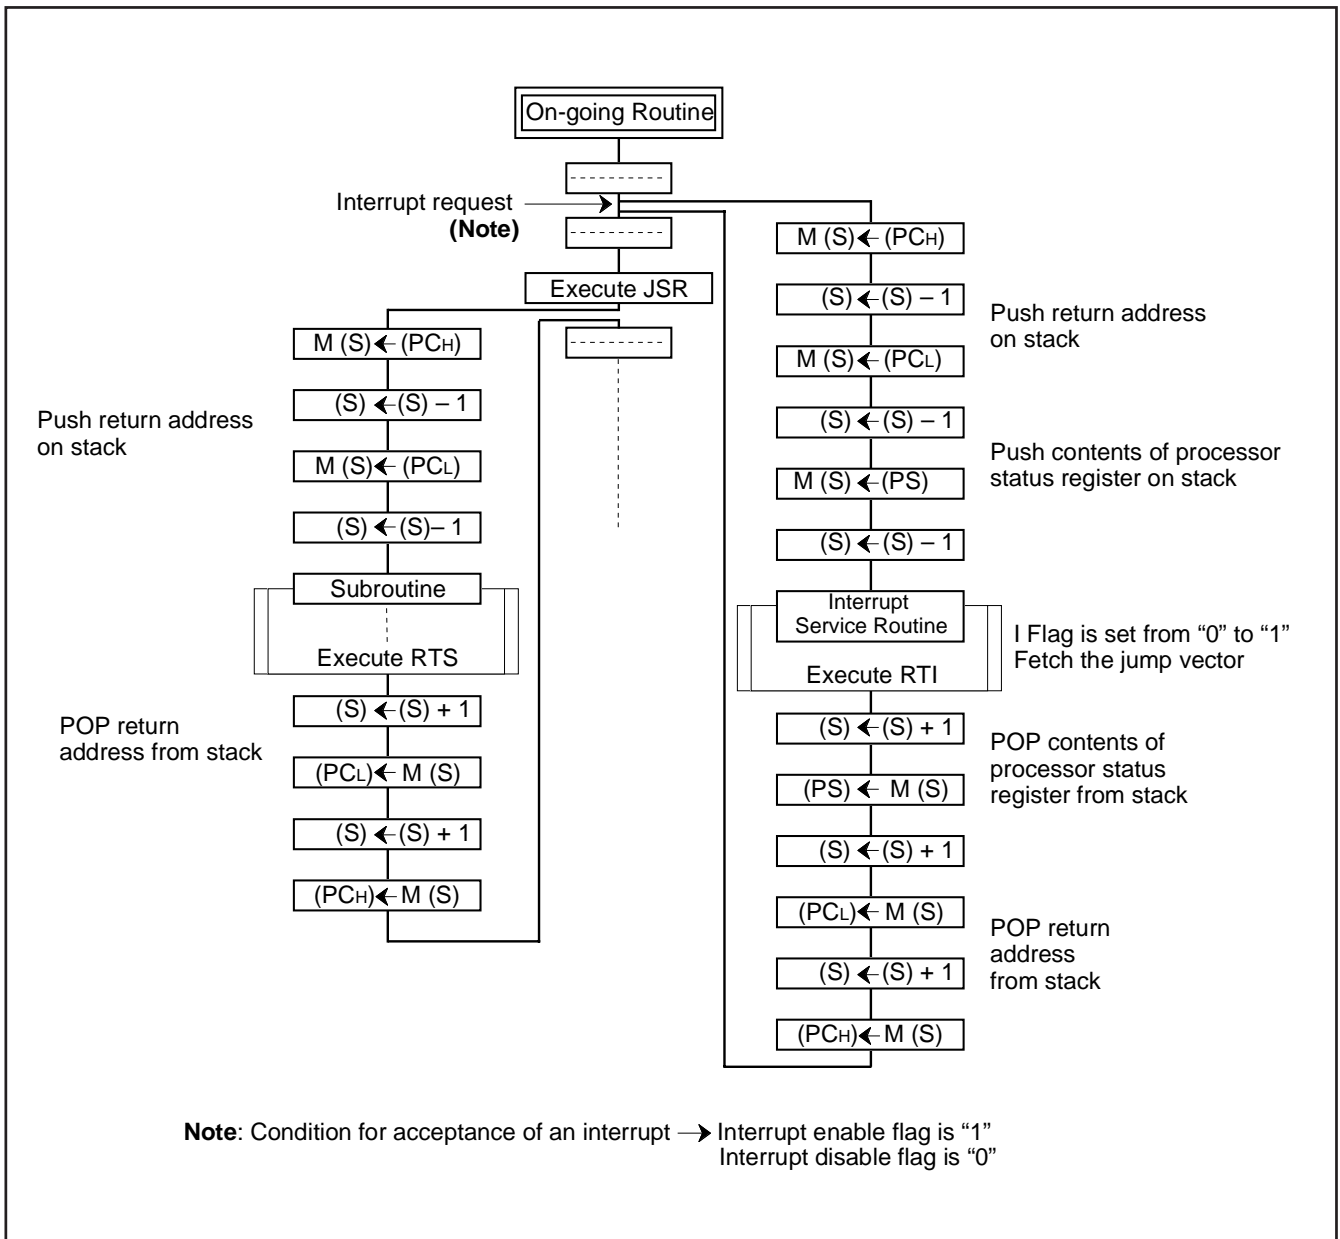 On-going Routine
Interrupt request
(Note)
Execute JSR
M (S) ← (PCH)
(S) ← (S) – 1
M (S) ← (PCL)
(S) ← (S)– 1
Push return address
on stack
Subroutine
Execute RTS
(S) ← (S) + 1
(PCL) ← M (S)
(S) ← (S) + 1
(PCH) ← M (S)
POP return
address from stack
M (S) ← (PCH)
(S) ← (S) – 1
M (S) ← (PCL)
(S) ← (S) – 1
M (S) ← (PS)
(S) ← (S) – 1
Push return address
on stack
Push contents of processor
status register on stack
Interrupt
Service Routine
Execute RTI
I Flag is set from “0” to “1”
Fetch the jump vector
(S) ← (S) + 1
(PS) ← M (S)
(S) ← (S) + 1
(PCL) ← M (S)
(S) ← (S) + 1
(PCH) ← M (S)
POP contents of
processor status
register from stack
POP return
address
from stack
Note: Condition for acceptance of an interrupt → Interrupt enable flag is “1”
Interrupt disable flag is “0”